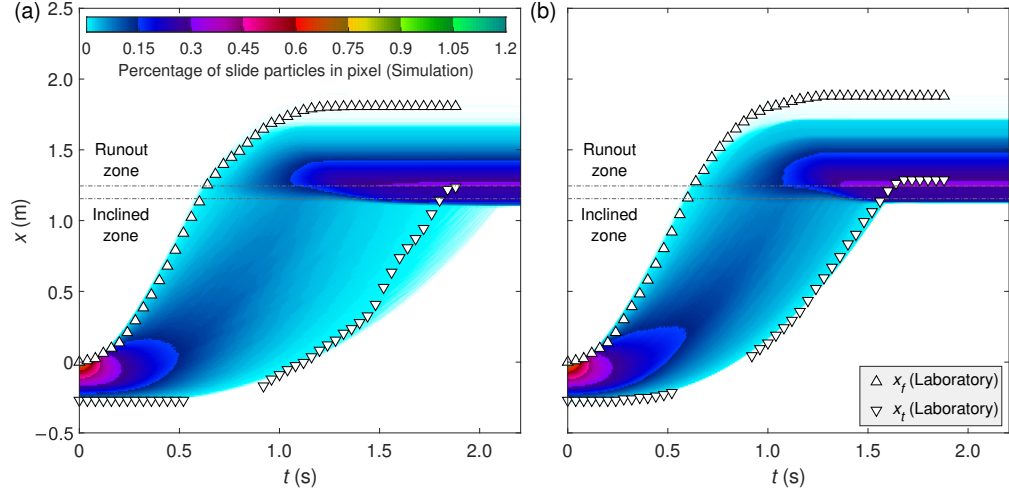 (a)
(b)
2.5
2.0
1.5
1.0
0.5
0
−0.5
x (m)
0 0.15 0.3 0.45 0.6 0.75 0.9 1.05 1.2
Percentage of slide particles in pixel (Simulation)
Runout
zone
Inclined
zone
Runout
zone
Inclined
zone
x_f (Laboratory)
x_t (Laboratory)
0 0.5 1.0 1.5 2.0
t (s)
0 0.5 1.0 1.5 2.0
t (s)